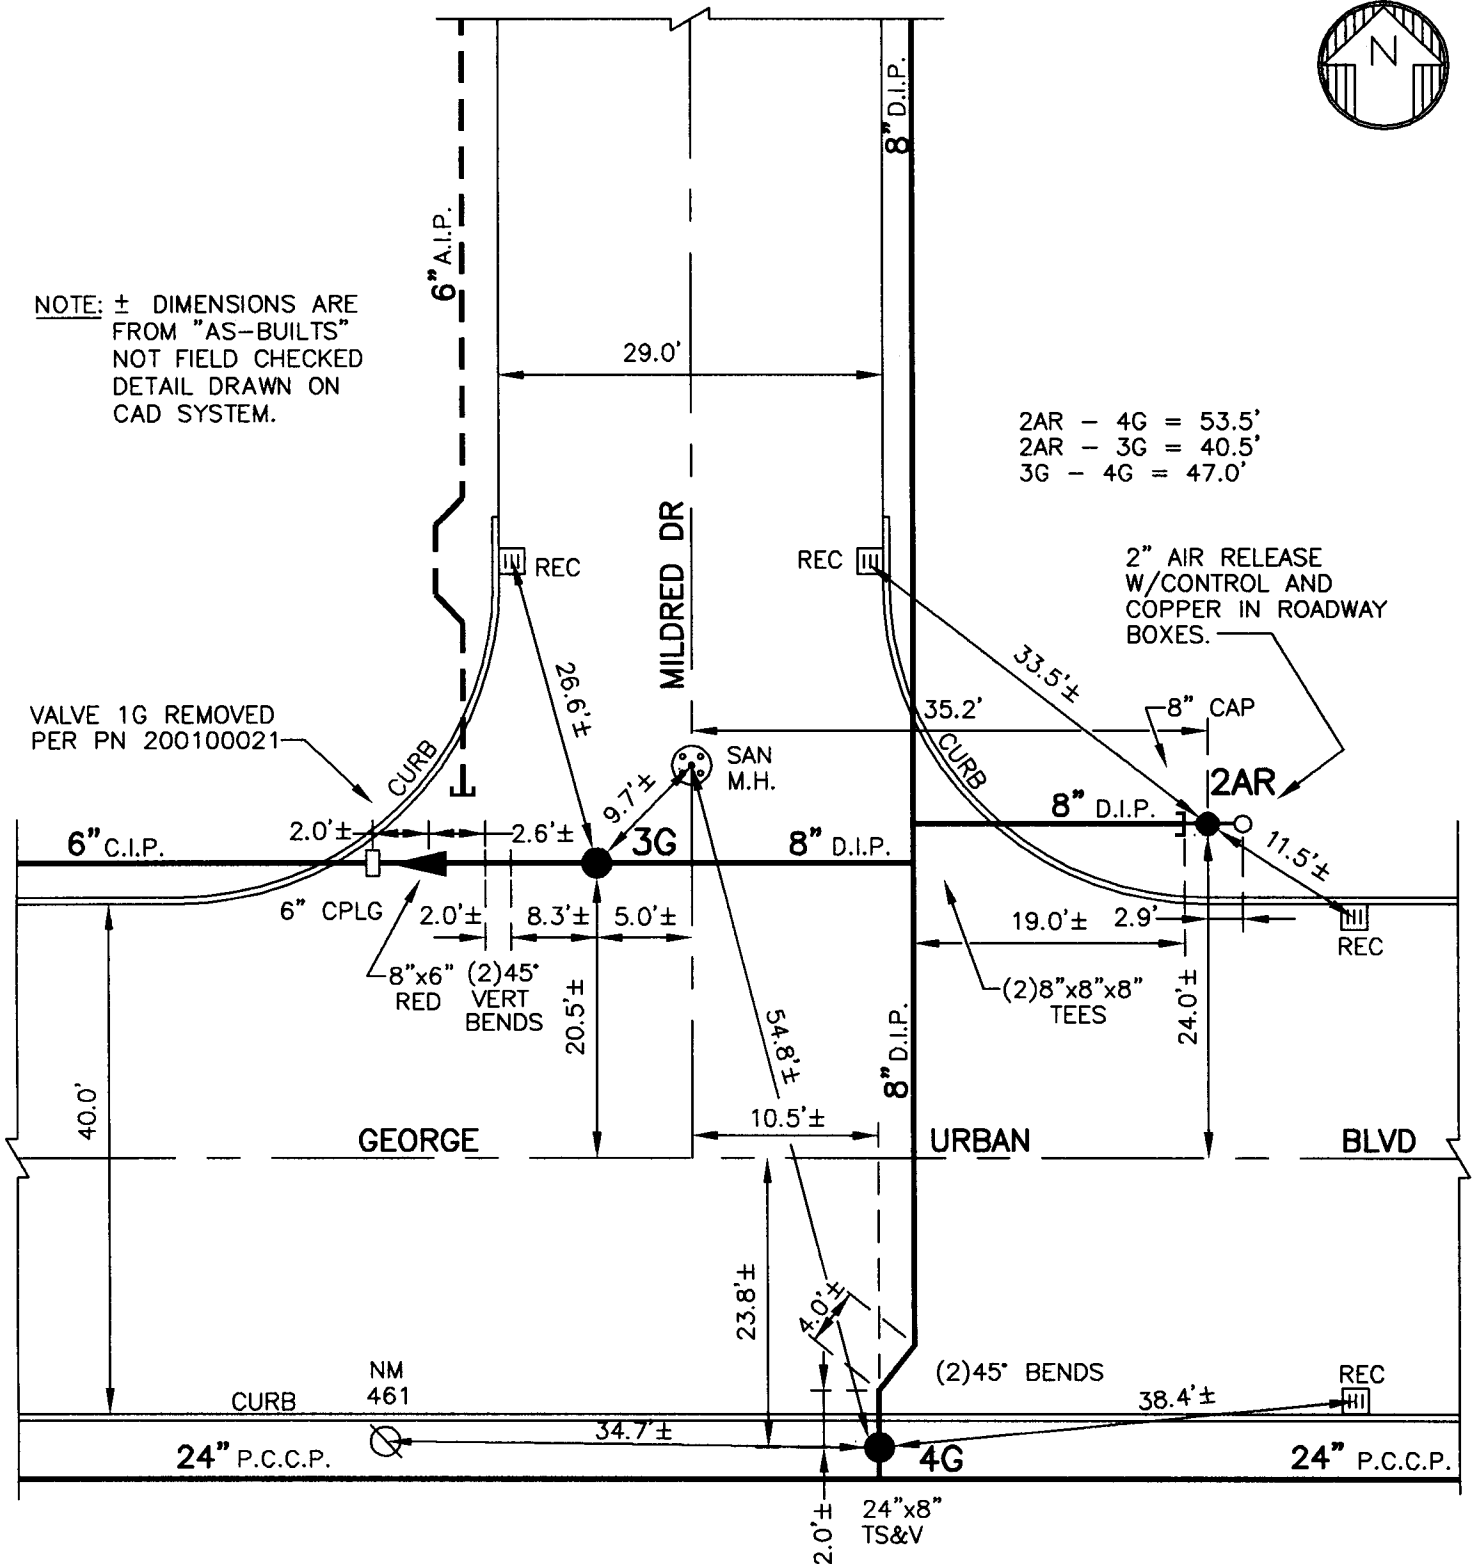 N
8" D.I.P.
6" A.I.P.
NOTE: ± DIMENSIONS ARE
FROM "AS-BUILTS"
NOT FIELD CHECKED
DETAIL DRAWN ON
CAD SYSTEM.
29.0'
2AR - 4G = 53.5'
2AR - 3G = 40.5'
3G - 4G = 47.0'
REC
MILDRED DR
REC
2" AIR RELEASE
W/CONTROL AND
COPPER IN ROADWAY
BOXES.
26.6'±
33.5'±
VALVE 1G REMOVED
PER PN 200100021
CURB
35.2'
8" CAP
SAN
M.H.
CURB
2AR
9.7'±
8" D.I.P.
2.0'±
2.6'±
6" C.I.P.
3G
8" D.I.P.
11.5'±
6" CPLG
2.0'±
8.3'±
5.0'±
19.0'±
2.9'
REC
8"x6"
RED
(2)45°
VERT
BENDS
20.5'±
(2)8"x8"x8"
TEES
24.0'±
54.8'±
8" D.I.P.
40.0'
10.5'±
GEORGE URBAN BLVD
23.8'±
4.0'±
NM
461
(2)45° BENDS
REC
CURB
34.7'±
38.4'±
24" P.C.C.P.
4G
24" P.C.C.P.
2.0'±
24"x8"
TS&V